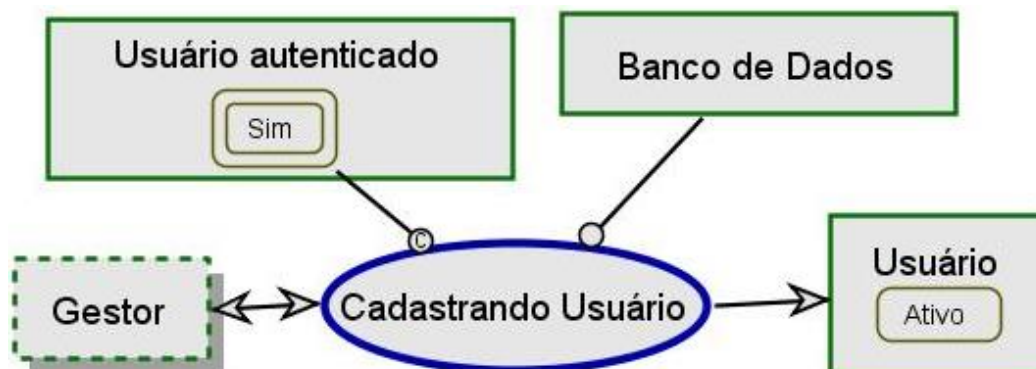 Usuário autenticado
Sim
Banco de Dados
C
Gestor
Cadastrando Usuário
Usuário
Ativo